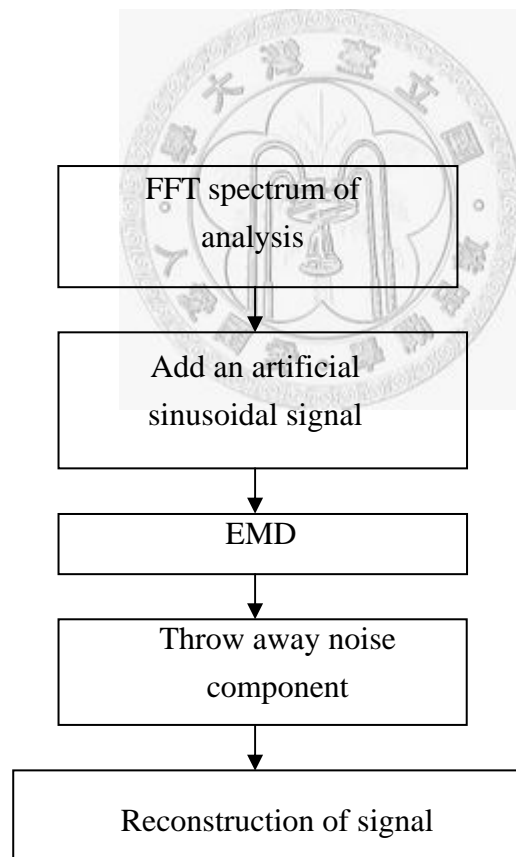 FFT spectrum of
analysis
Add an artificial
sinusoidal signal
EMD
Throw away noise
component
Reconstruction of signal